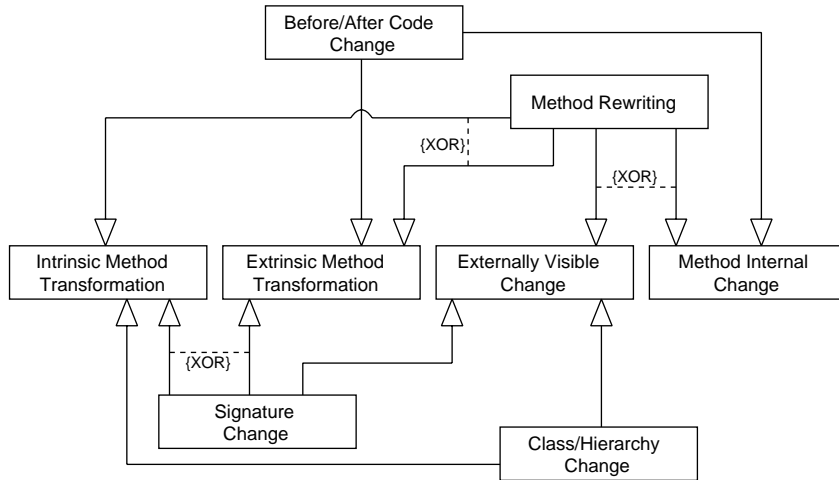 Before/After Code
Change
Method Rewriting
{XOR}
{XOR}
Intrinsic Method
Transformation
Extrinsic Method
Transformation
Externally Visible
Change
Method Internal
Change
{XOR}
Signature
Change
Class/Hierarchy
Change